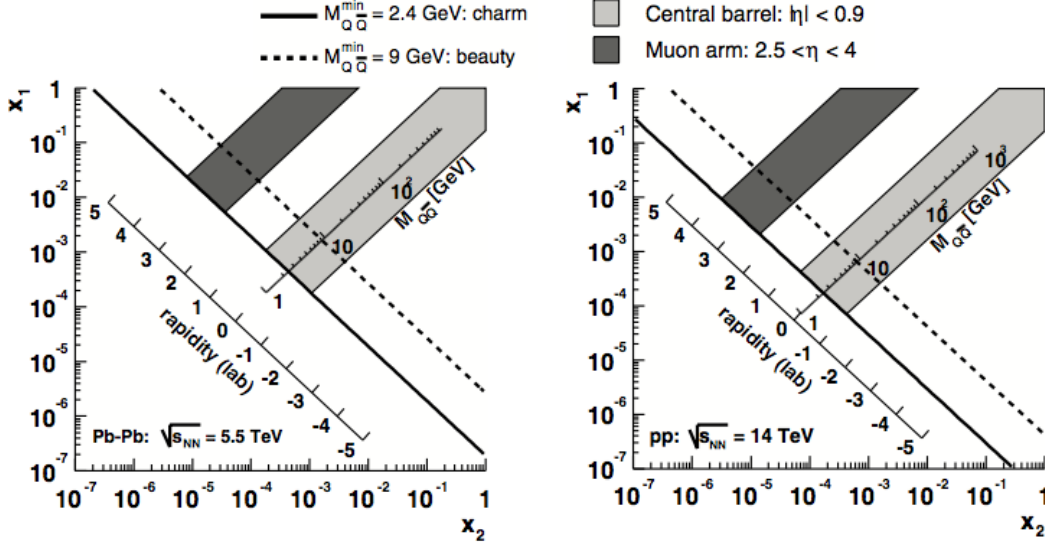 M^min_QQ̅ = 2.4 GeV: charm
M^min_QQ̅ = 9 GeV: beauty
Central barrel: |η| < 0.9
Muon arm: 2.5 <η < 4
x₁
1
10⁻¹
10⁻²
10⁻³
10⁻⁴
10⁻⁵
10⁻⁶
10⁻⁷
5
4
3
2
1
0
-1
-2
-3
-4
-5
rapidity (lab)
1
10
10²
M_QQ̅ [GeV]
Pb-Pb: √s_NN = 5.5 TeV
10⁻⁷ 10⁻⁶ 10⁻⁵ 10⁻⁴ 10⁻³ 10⁻² 10⁻¹ 1
x₂
x₁
1
10⁻¹
10⁻²
10⁻³
10⁻⁴
10⁻⁵
10⁻⁶
10⁻⁷
5
4
3
2
1
0
-1
-2
-3
-4
-5
rapidity (lab)
1
10
10²
10³
M_QQ̅ [GeV]
pp: √s_NN = 14 TeV
10⁻⁷ 10⁻⁶ 10⁻⁵ 10⁻⁴ 10⁻³ 10⁻² 10⁻¹ 1
x₂